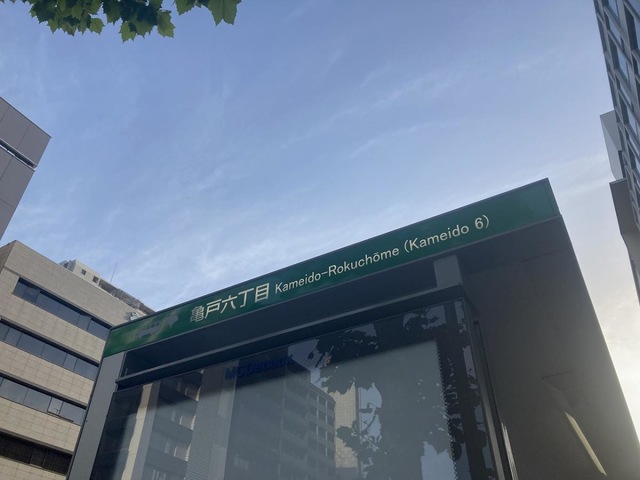 亀戸六丁目 Kameido-Rokuchōme (Kameido 6)